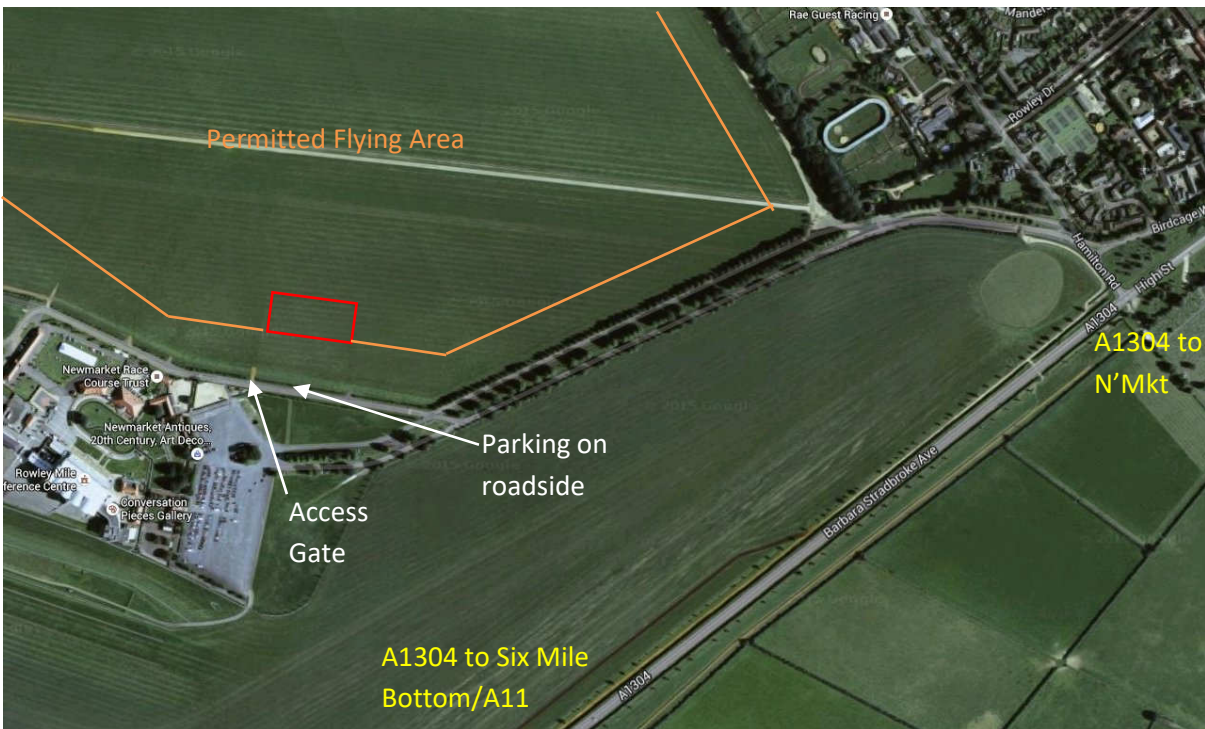 Rae Guest Racing
Rowley Dr
Permitted Flying Area
Birdcage W
Hamilton Rd
High St
A1304
A1304 to
N’Mkt
Newmarket Race
Course Trust
Newmarket Antiques,
20th Century, Art Deco...
Parking on
roadside
Rowley Mile
ference Centre
Conversation
Pieces Gallery
Access
Gate
Barbara Stradbroke Ave
A1304 to Six Mile
Bottom/A11
A1304